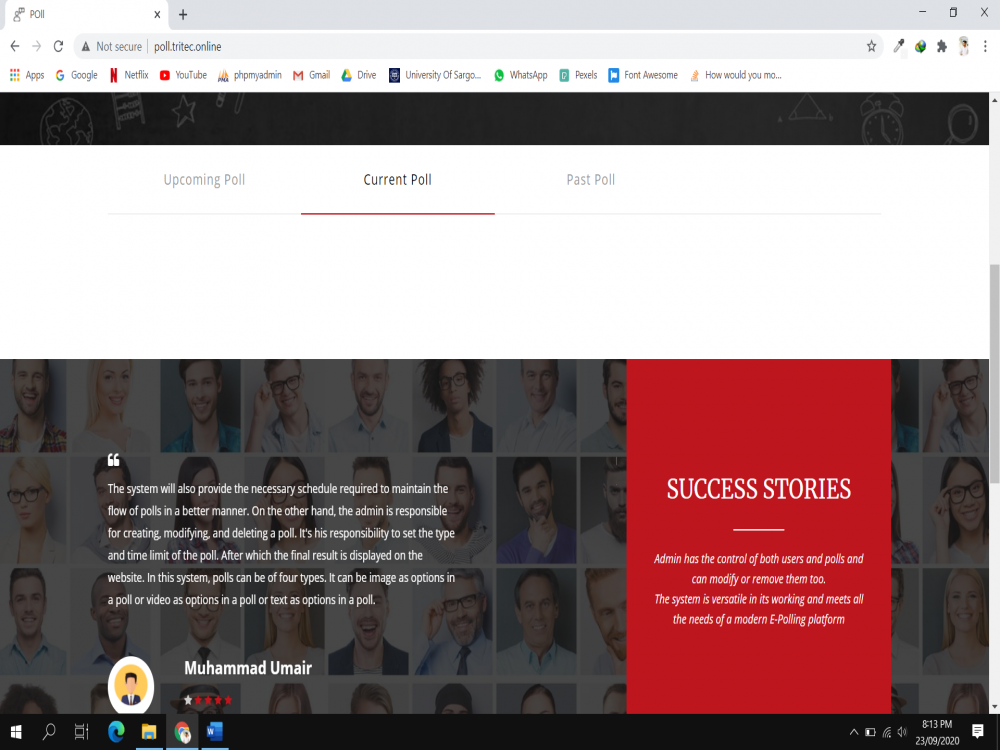 POll
Not secure
poll.tritec.online
Apps
Google
Netflix
YouTube
phpmyadmin
Gmail
Drive
University Of Sargo...
WhatsApp
Pexels
Font Awesome
How would you mo...
Upcoming Poll
Current Poll
Past Poll
The system will also provide the necessary schedule required to maintain the
flow of polls in a better manner. On the other hand, the admin is responsible
for creating, modifying, and deleting a poll. It's his responsibility to set the type
and time limit of the poll. After which the final result is displayed on the
website. In this system, polls can be of four types. It can be image as options in
a poll or video as options in a poll or text as options in a poll.
Muhammad Umair
SUCCESS STORIES
Admin has the control of both users and polls and
can modify or remove them too.
The system is versatile in its working and meets all
the needs of a modern E-Polling platform
8:13 PM
23/09/2020